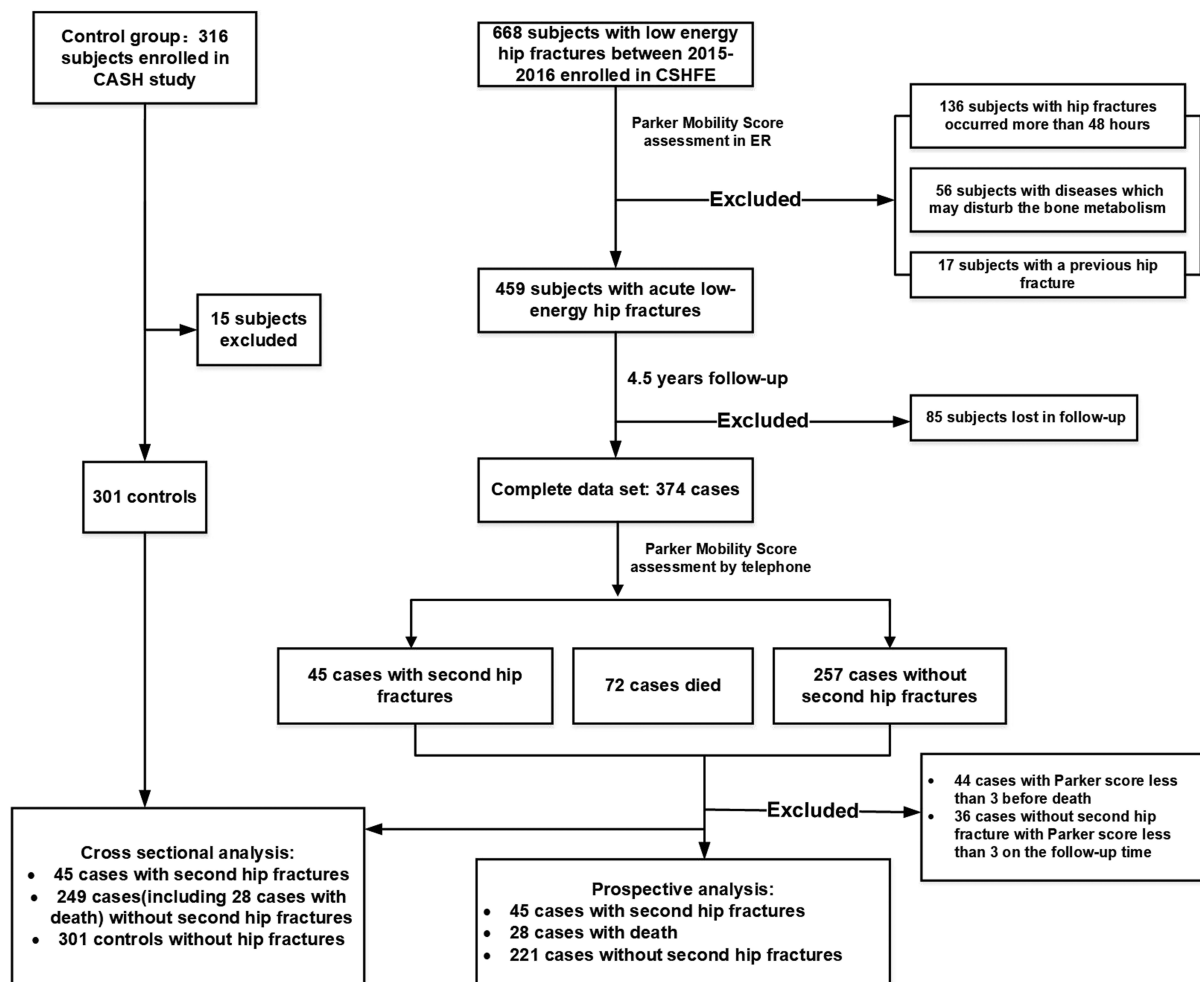 Control group：316
subjects enrolled in
CASH study
668 subjects with low energy
hip fractures between 2015-
2016 enrolled in CSHFE
Parker Mobility Score
assessment in ER
136 subjects with hip fractures
occurred more than 48 hours
Excluded
56 subjects with diseases which
may disturb the bone metabolism
17 subjects with a previous hip
fracture
459 subjects with acute low-
energy hip fractures
15 subjects
excluded
4.5 years follow-up
Excluded
85 subjects lost in follow-up
301 controls
Complete data set: 374 cases
Parker Mobility Score
assessment by telephone
45 cases with second hip
fractures
72 cases died
257 cases without
second hip fractures
Excluded
• 44 cases with Parker score less
than 3 before death
• 36 cases without second hip
fracture with Parker score less
than 3 on the follow-up time
Cross sectional analysis:
• 45 cases with second hip fractures
• 249 cases(including 28 cases with
death) without second hip fractures
• 301 controls without hip fractures
Prospective analysis:
• 45 cases with second hip fractures
• 28 cases with death
• 221 cases without second hip fractures